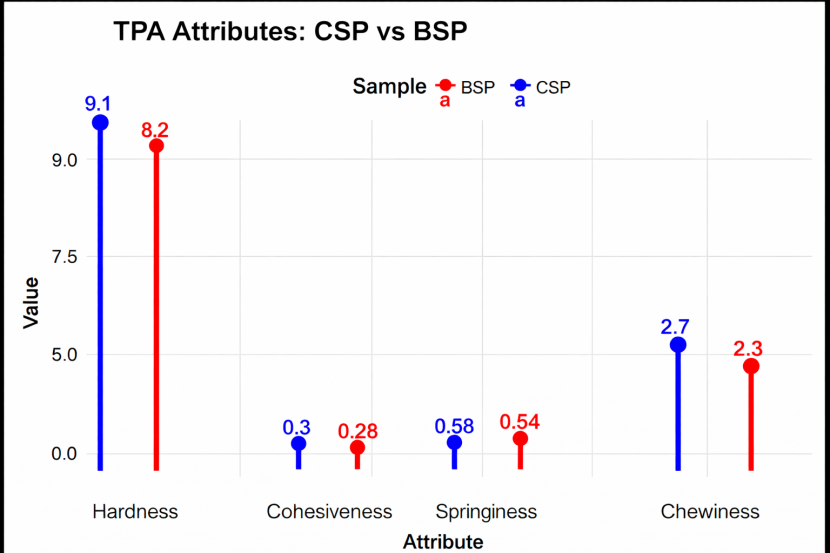 TPA Attributes: CSP vs BSP
Sample BSP CSP
a a
9.1
8.2
9.0
7.5
Value
2.7
2.3
5.0
0.3
0.28
0.58
0.54
0.0
Hardness Cohesiveness Springiness Chewiness
Attribute